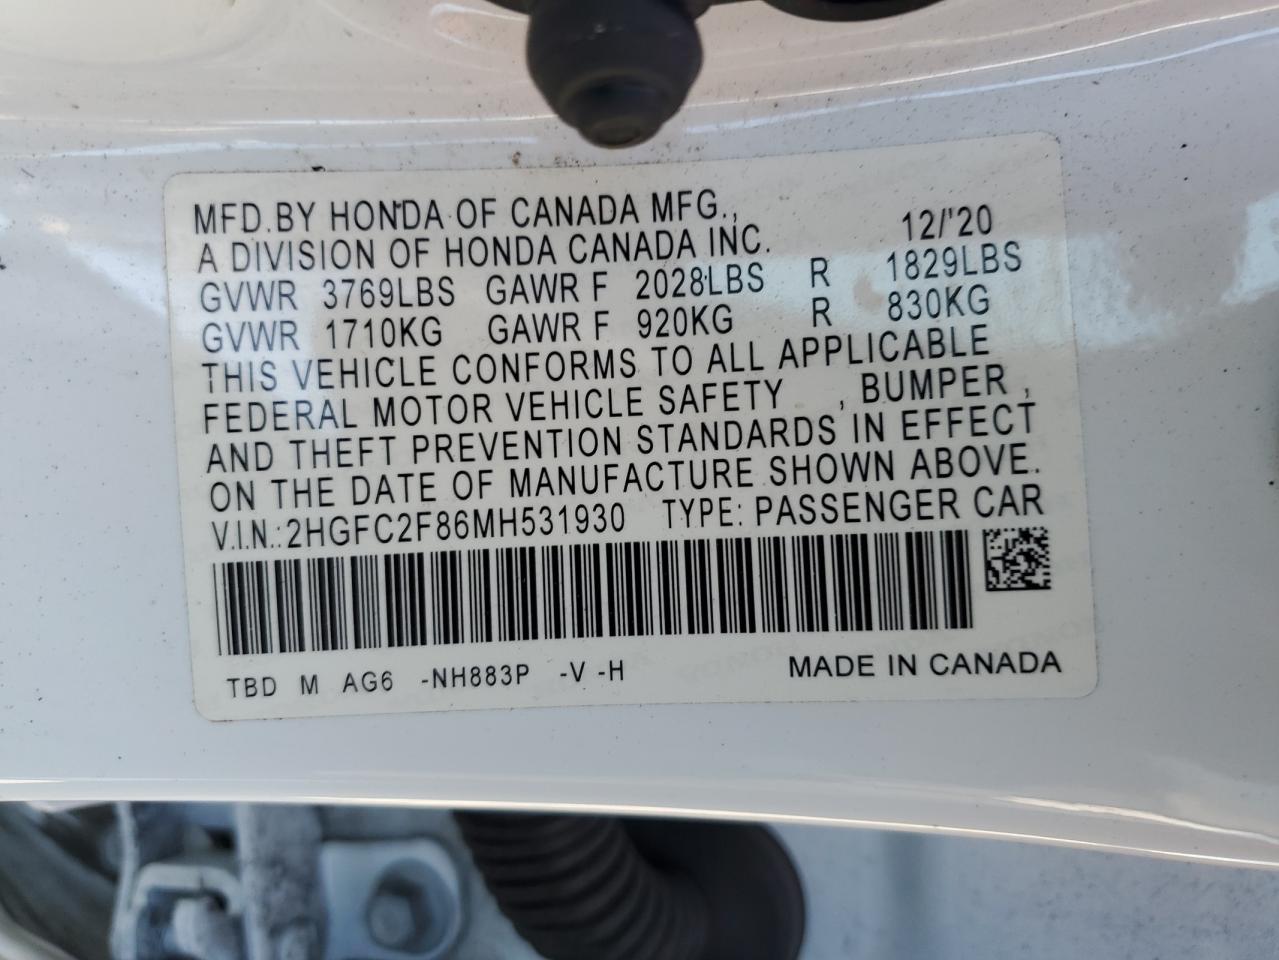 MFD.BY HONDA OF CANADA MFG.,
A DIVISION OF HONDA CANADA INC. 12/'20
GVWR 3769LBS GAWR F 2028LBS R 1829LBS
GVWR 1710KG GAWR F 920KG R 830KG
THIS VEHICLE CONFORMS TO ALL APPLICABLE
FEDERAL MOTOR VEHICLE SAFETY , BUMPER ,
AND THEFT PREVENTION STANDARDS IN EFFECT
ON THE DATE OF MANUFACTURE SHOWN ABOVE.
V.I.N.: 2HGFC2F86MH531930 TYPE: PASSENGER CAR
TBD M AG6 -NH883P -V -H MADE IN CANADA